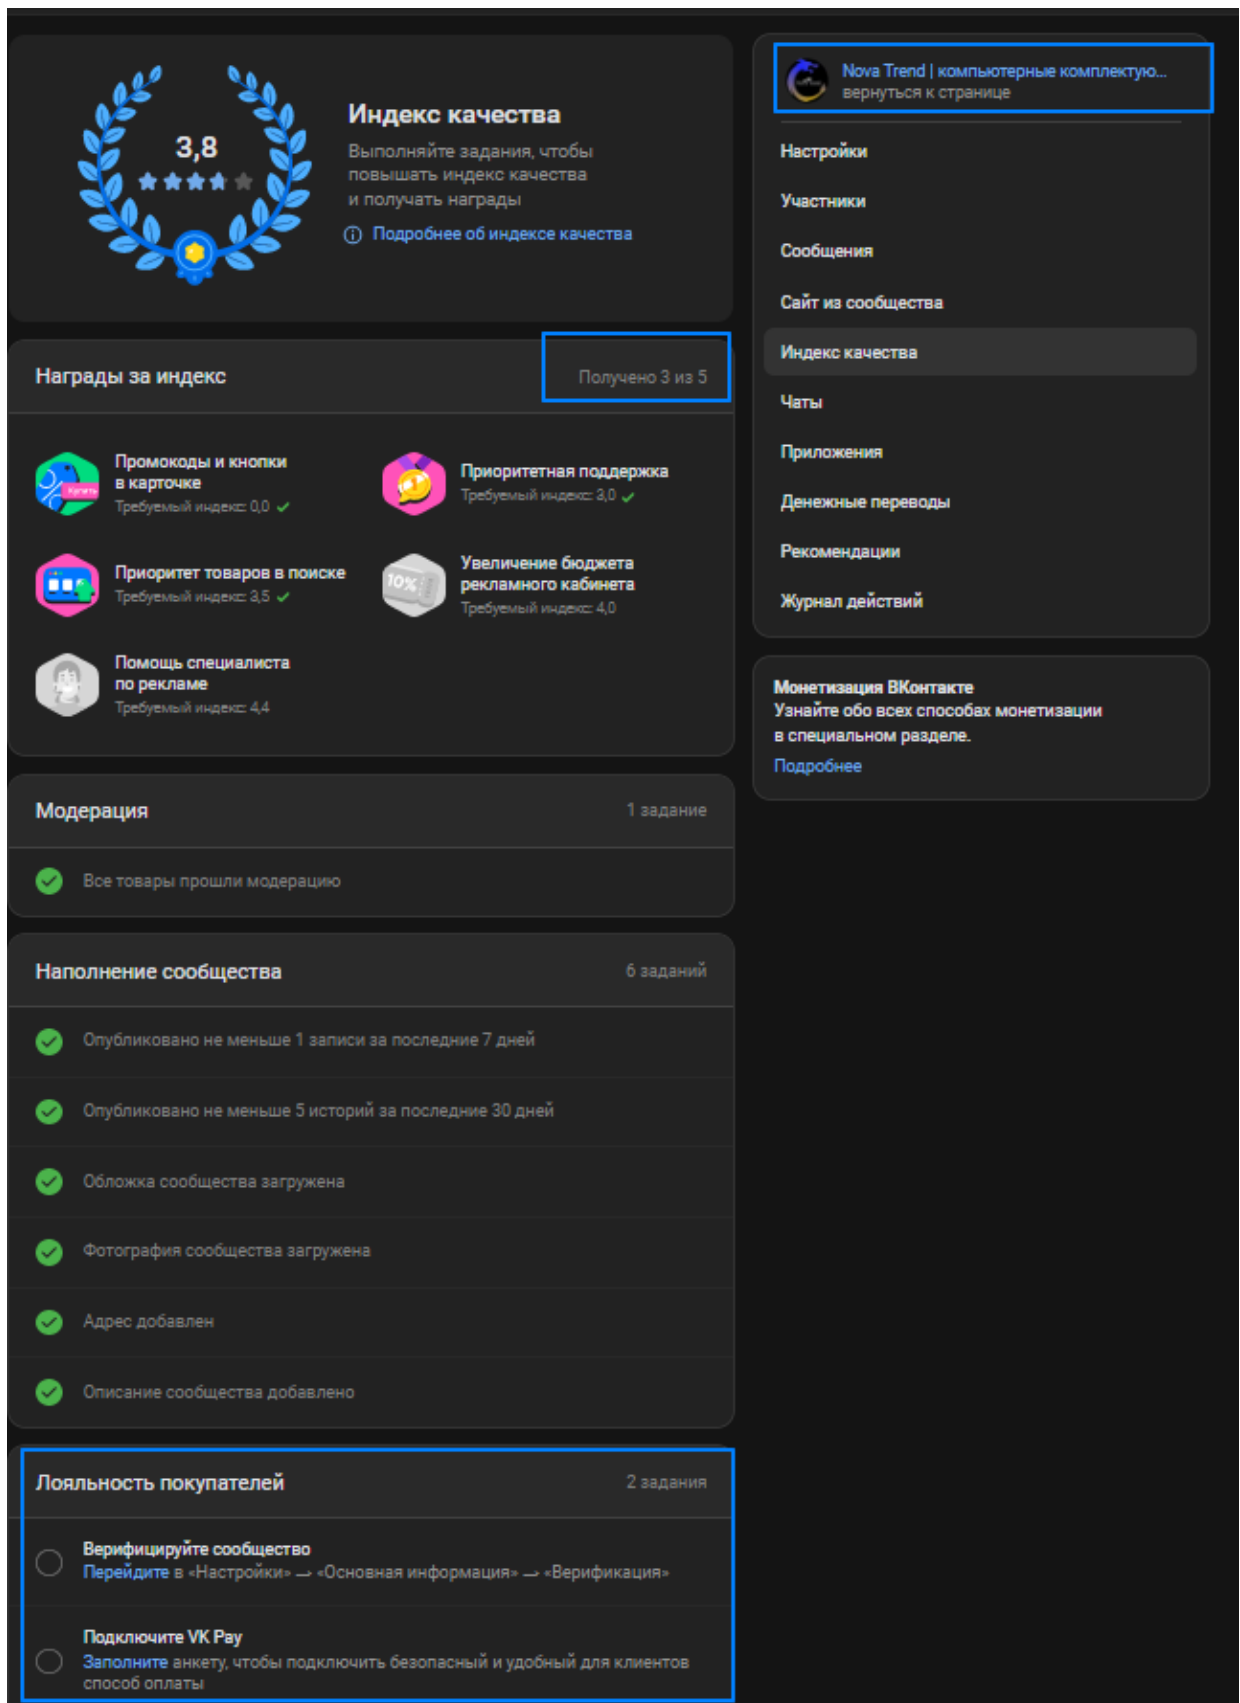 3,8
Индекс качества
Выполняйте задания, чтобы
повышать индекс качества
и получать награды
Подробнее об индексе качества
Награды за индекс
Получено 3 из 5
Промокоды и кнопки
в карточке
Требуемый индекс: 0,0
Купить
Приоритетная поддержка
Требуемый индекс: 3,0
Приоритет товаров в поиске
Требуемый индекс: 3,5
10%
Увеличение бюджета
рекламного кабинета
Требуемый индекс: 4,0
Помощь специалиста
по рекламе
Требуемый индекс: 4,4
Модерация
1 задание
Все товары прошли модерацию
Наполнение сообщества
6 заданий
Опубликовано не меньше 1 записи за последние 7 дней
Опубликовано не меньше 5 историй за последние 30 дней
Обложка сообщества загружена
Фотография сообщества загружена
Адрес добавлен
Описание сообщества добавлено
Лояльность покупателей
2 задания
Верифицируйте сообщество
Перейдите в «Настройки» → «Основная информация» → «Верификация»
Подключите VK Pay
Заполните анкету, чтобы подключить безопасный и удобный для клиентов
способ оплаты
Nova Trend | компьютерные комплектую...
вернуться к странице
Настройки
Участники
Сообщения
Сайт из сообщества
Индекс качества
Чаты
Приложения
Денежные переводы
Рекомендации
Журнал действий
Монетизация ВКонтакте
Узнайте обо всех способах монетизации
в специальном разделе.
Подробнее